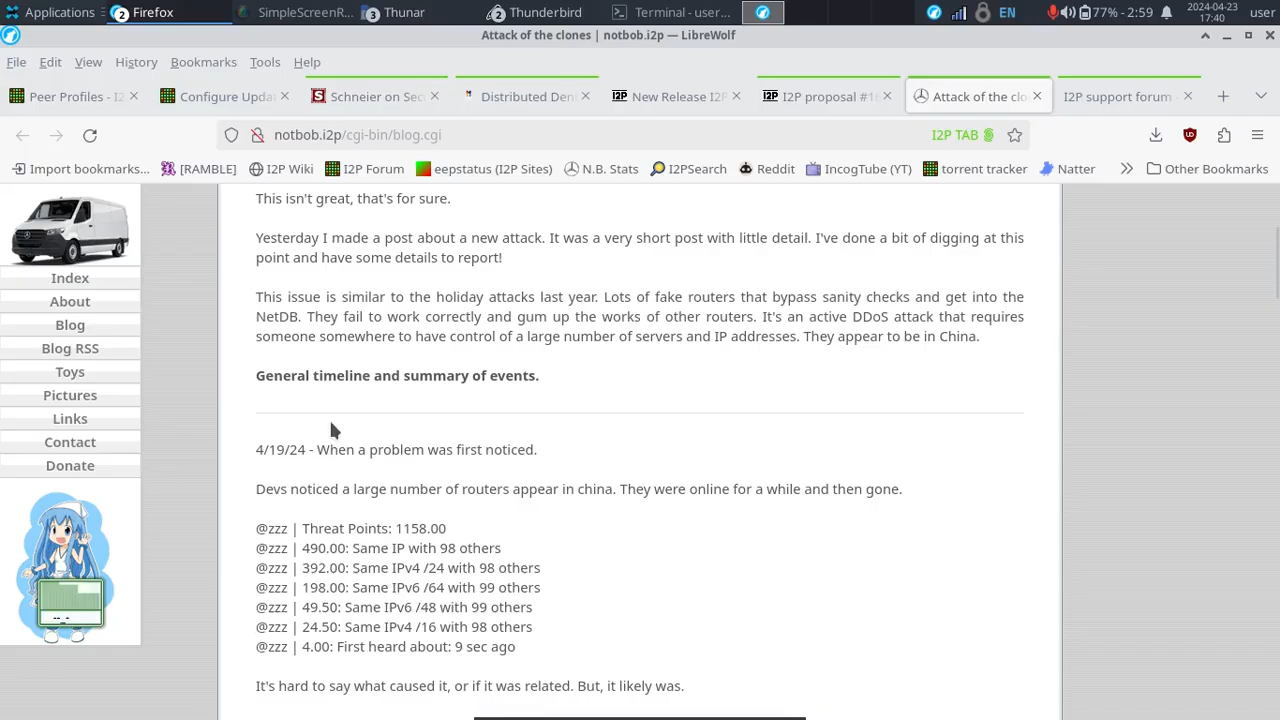 Applications
2 Firefox
SimpleScreenR...
3 Thunar
2 Thunderbird
Terminal - user...
EN
77% - 2:59
2024-04-23
17:40
user
Attack of the clones | notbob.i2p — LibreWolf
File Edit View History Bookmarks Tools Help
Peer Profiles - I2
Configure Upda
Schneier on Sec
Distributed Deni
New Release I2P
I2P proposal #16
Attack of the clo
I2P support forum -
notbob.i2p/cgi-bin/blog.cgi
I2P TAB
Import bookmarks...
[RAMBLE]
I2P Wiki
I2P Forum
eepstatus (I2P Sites)
N.B. Stats
I2PSearch
Reddit
IncogTube (YT)
torrent tracker
Natter
Other Bookmarks
Index
About
Blog
Blog RSS
Toys
Pictures
Links
Contact
Donate
This isn't great, that's for sure.
Yesterday I made a post about a new attack. It was a very short post with little detail. I've done a bit of digging at this
point and have some details to report!
This issue is similar to the holiday attacks last year. Lots of fake routers that bypass sanity checks and get into the
NetDB. They fail to work correctly and gum up the works of other routers. It's an active DDoS attack that requires
someone somewhere to have control of a large number of servers and IP addresses. They appear to be in China.
General timeline and summary of events.
4/19/24 - When a problem was first noticed.
Devs noticed a large number of routers appear in china. They were online for a while and then gone.
@zzz | Threat Points: 1158.00
@zzz | 490.00: Same IP with 98 others
@zzz | 392.00: Same IPv4 /24 with 98 others
@zzz | 198.00: Same IPv6 /64 with 99 others
@zzz | 49.50: Same IPv6 /48 with 99 others
@zzz | 24.50: Same IPv4 /16 with 98 others
@zzz | 4.00: First heard about: 9 sec ago
It's hard to say what caused it, or if it was related. But, it likely was.